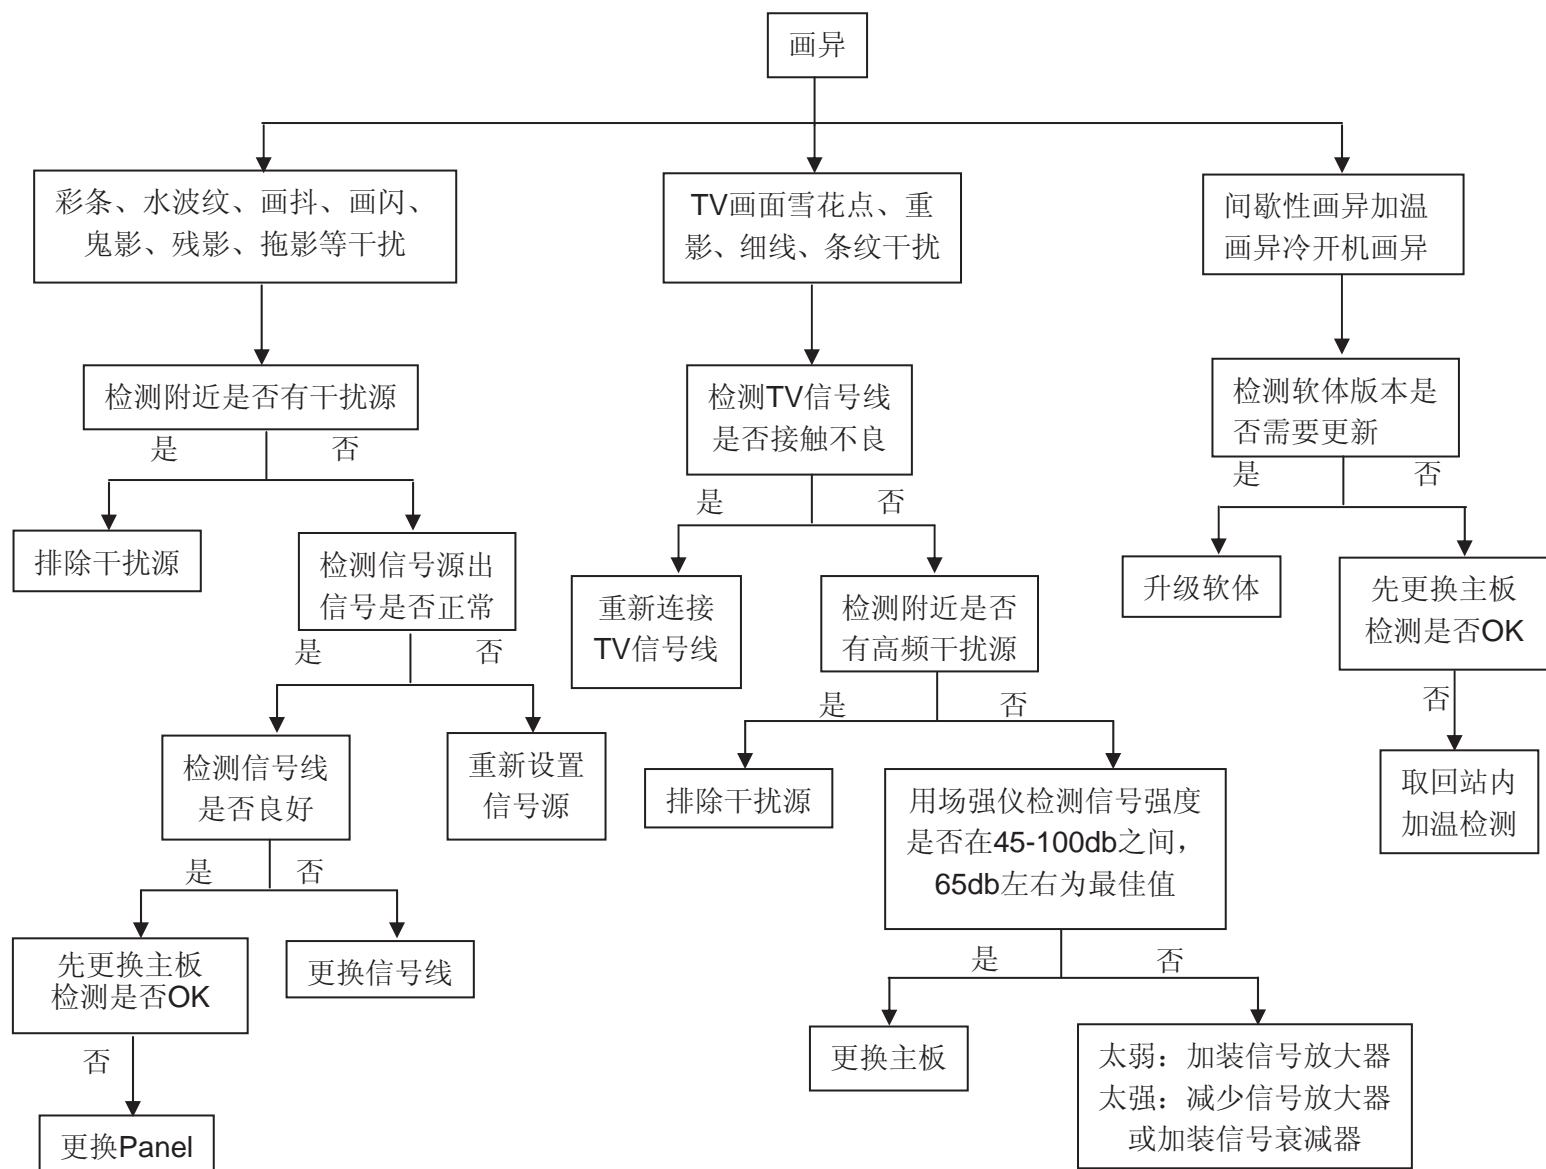 画异
彩条、水波纹、画抖、画闪、
鬼影、残影、拖影等干扰
TV画面雪花点、重
影、细线、条纹干扰
间歇性画异加温
画异冷开机画异
检测附近是否有干扰源
检测TV信号线
是否接触不良
检测软体版本是
否需要更新
是
否
是
否
是
否
排除干扰源
检测信号源出
信号是否正常
重新连接
TV信号线
检测附近是否
有高频干扰源
升级软体
先更换主板
检测是否OK
是
否
是
否
否
检测信号线
是否良好
重新设置
信号源
排除干扰源
用场强仪检测信号强度
是否在45-100db之间，
65db左右为最佳值
取回站内
加温检测
是
否
是
否
先更换主板
检测是否OK
更换信号线
更换主板
太弱：加装信号放大器
太强：减少信号放大器
或加装信号衰减器
否
更换Panel